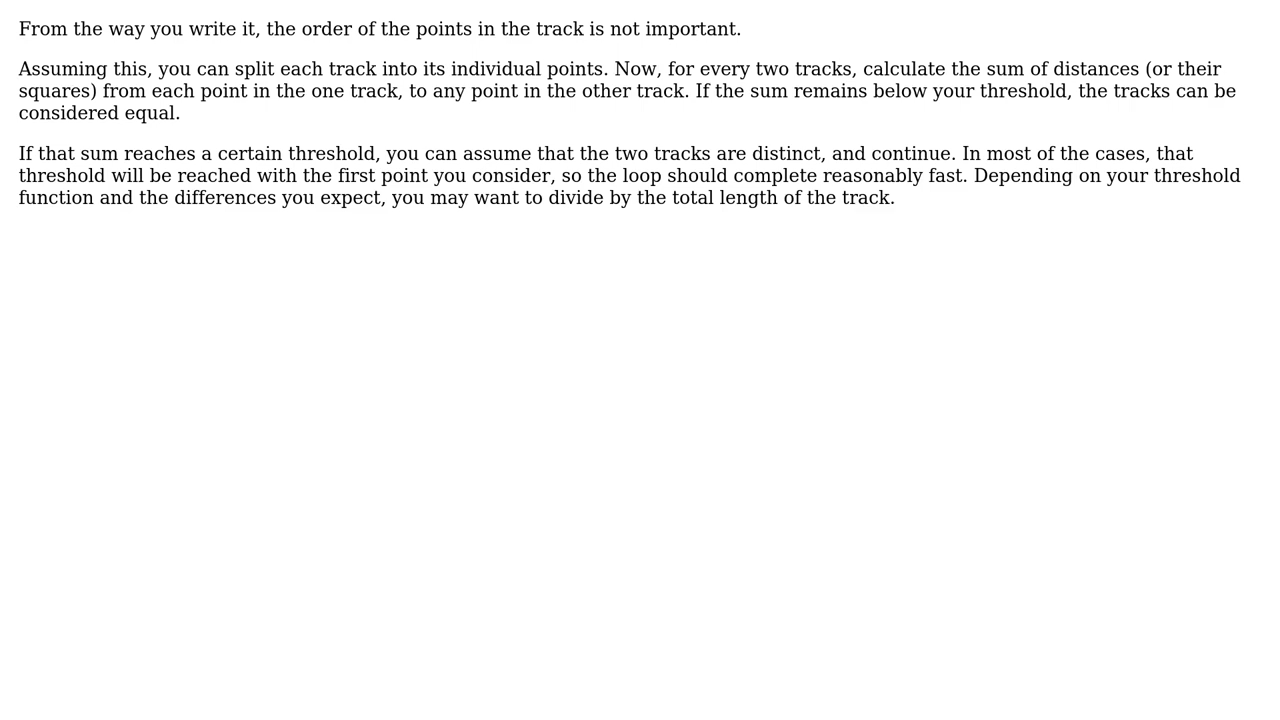 From the way you write it, the order of the points in the track is not important.
Assuming this, you can split each track into its individual points. Now, for every two tracks, calculate the sum of distances (or their
squares) from each point in the one track, to any point in the other track. If the sum remains below your threshold, the tracks can be
considered equal.
If that sum reaches a certain threshold, you can assume that the two tracks are distinct, and continue. In most of the cases, that
threshold will be reached with the first point you consider, so the loop should complete reasonably fast. Depending on your threshold
function and the differences you expect, you may want to divide by the total length of the track.